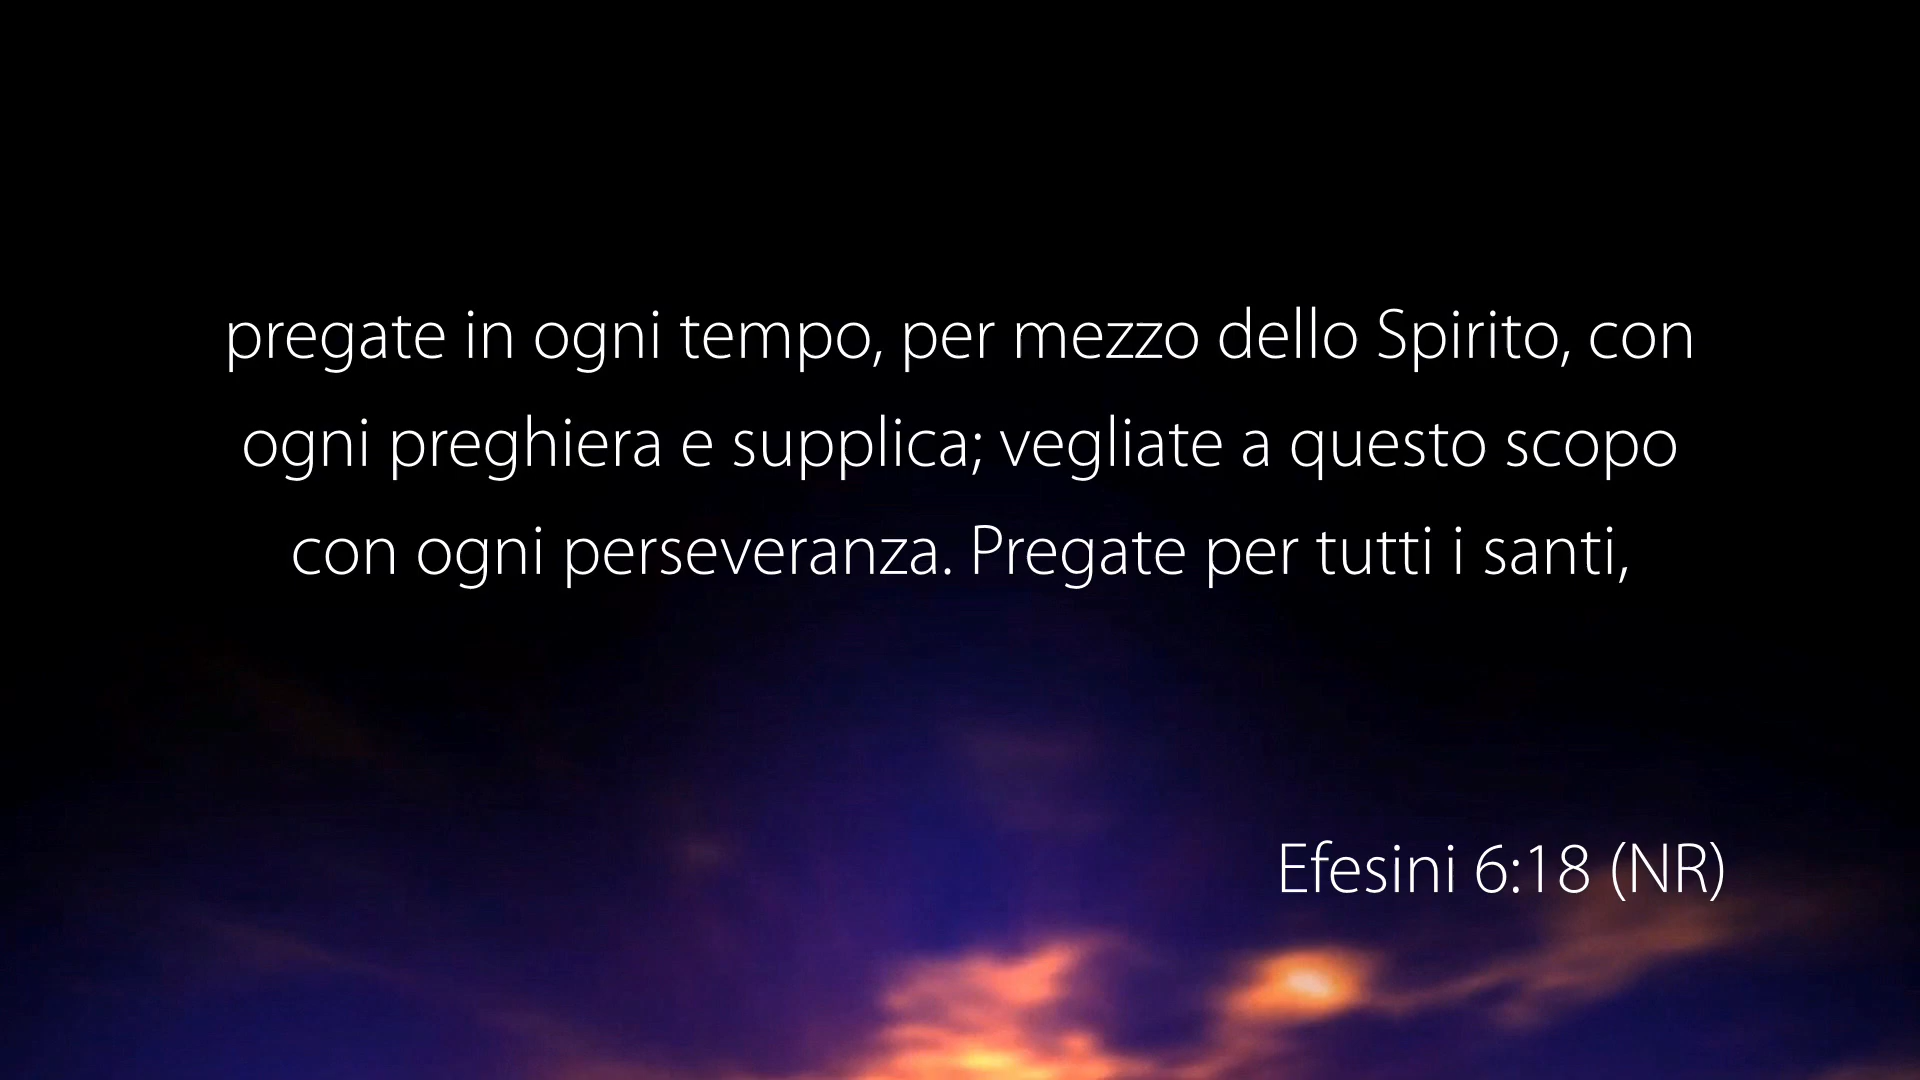 pregate in ogni tempo, per mezzo dello Spirito, con
ogni preghiera e supplica; vegliate a questo scopo
con ogni perseveranza. Pregate per tutti i santi,
Efesini 6:18 (NR)